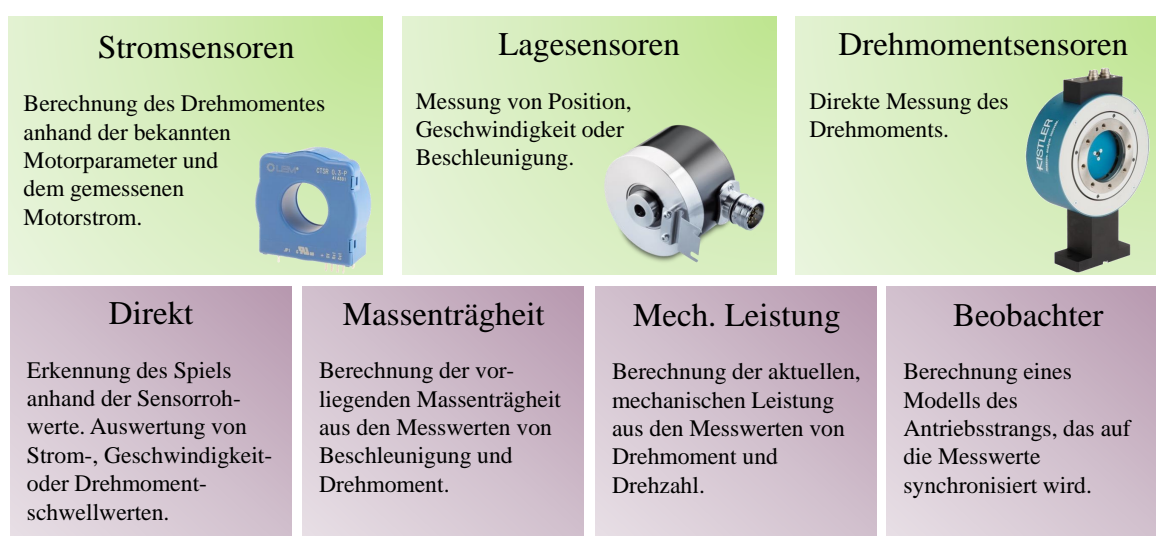 Stromsensoren
Berechnung des Drehmomentes
anhand der bekannten
Motorparameter und
dem gemessenen
Motorstrom.
Lagesensoren
Messung von Position,
Geschwindigkeit oder
Beschleunigung.
Drehmomentsensoren
Direkte Messung des
Drehmoments.
KISTLER
Direkt
Erkennung des Spiels
anhand der Sensorroh-
werte. Auswertung von
Strom-, Geschwindigkeit-
oder Drehmoment-
schwellwerten.
Massenträgheit
Berechnung der vor-
liegenden Massenträgheit
aus den Messwerten von
Beschleunigung und
Drehmoment.
Mech. Leistung
Berechnung der aktuellen,
mechanischen Leistung
aus den Messwerten von
Drehmoment und
Drehzahl.
Beobachter
Berechnung eines
Modells des
Antriebsstrangs, das auf
die Messwerte
synchronisiert wird.